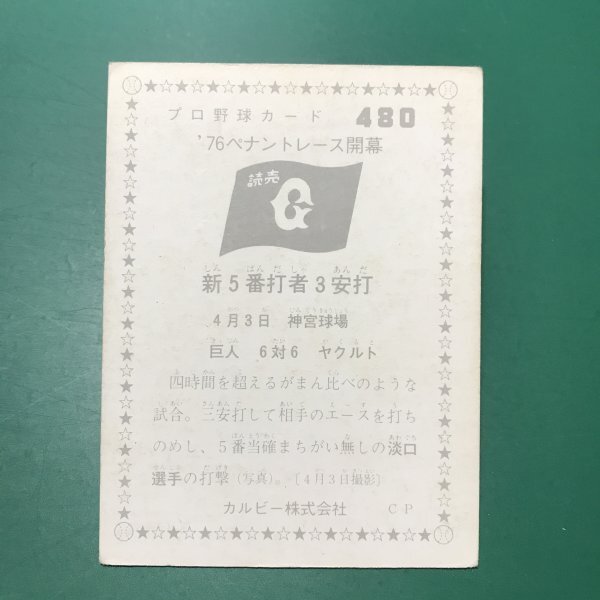 プロ野球カード 480
'76ペナントレース開幕
読売
G
新5番打者3安打
4月3日 神宮球場
巨人 6対6 ヤクルト
四時間を超えるがまん比べのような
試合。三安打して相手のエースを打ち
のめし、5番当確まちがい無しの淡口
選手の打撃(写真)。〔4月3日撮影〕
カルビー株式会社 CP